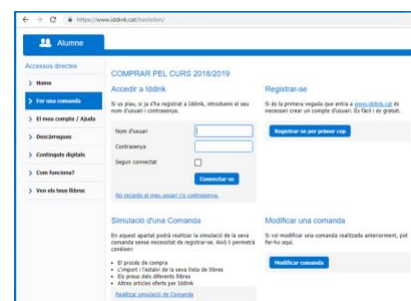 https://www.iddink.cat/bestellen/
Alumne
Accessos directes
Home
Fer una comanda
El meu compte / Ajuda
Descàrregues
Continguts digitals
Com funciona?
Ven els teus llibres
COMPRAR PEL CURS 2018/2019
Accedir a Iddink
Si us plau, si ja s'ha registrat a Iddink, introdueixi el seu
nom d'usuari i contrasenya.
Nom d'usuari
Contrasenya
Seguir connectat
Connectar-se
No recordo el meu usuari i/o contrasenya.
Registrar-se
Si és la primera vegada que entra a www.iddink.cat és
necessari crear un compte d'usuari. És fàcil i és gratuït.
Registrar-se per primer cop
Simulació d'una Comanda
En aquest apartat podrà realitzar la simulació de la seva
comanda sense necessitat de registrar-se. Això li permetrà
conèixer:
El procés de compra
L'import i l'estalvi de la seva llista de llibres
Els preus dels diferents llibres
Altres articles oferts per Iddink
Realitzar simulació de Comanda
Modificar una comanda
Si vol modificar una comanda realitzada anteriorment, pot
fer-ho aquí.
Modificar comanda